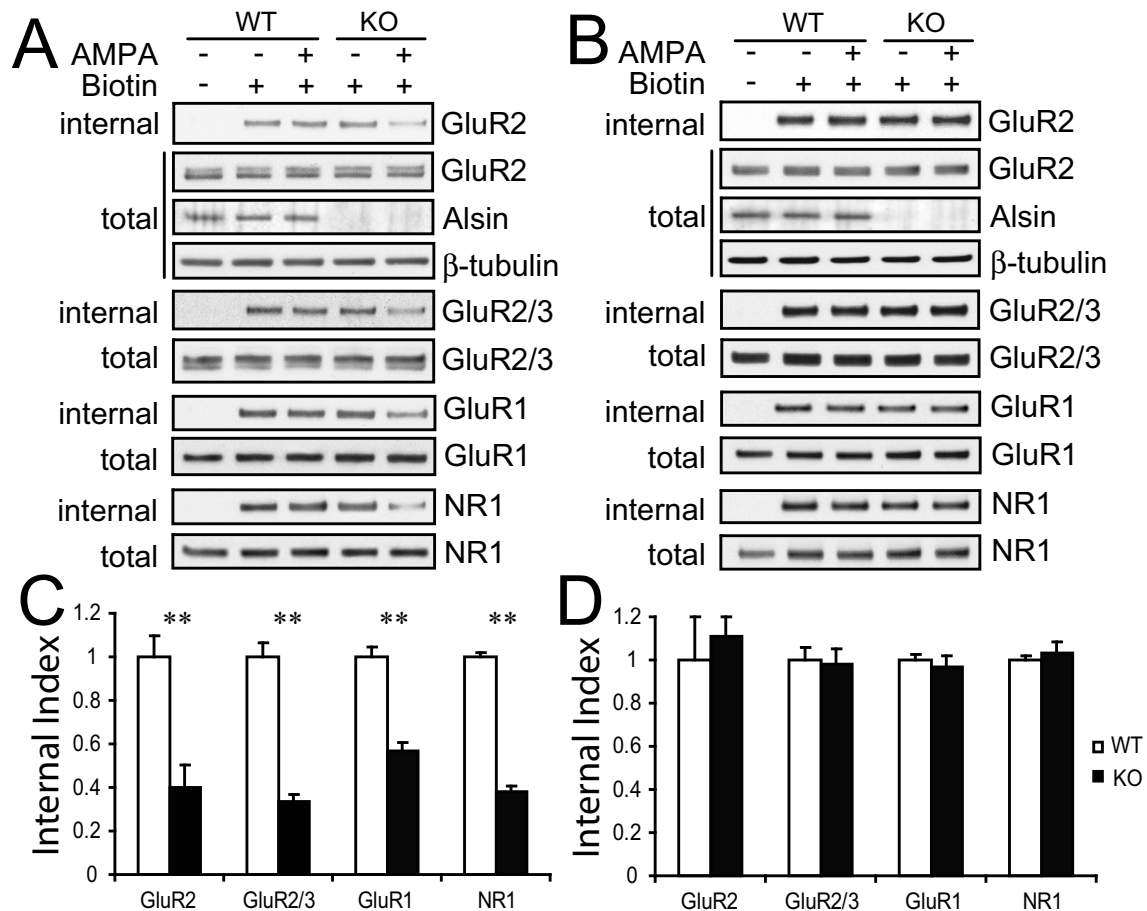 A
WT KO
AMPA - - + - +
Biotin - + + + +
internal GluR2
GluR2
total Alsin
β-tubulin
internal GluR2/3
total GluR2/3
internal GluR1
total GluR1
internal NR1
total NR1
B
WT KO
AMPA - - + - +
Biotin - + + + +
internal GluR2
GluR2
total Alsin
β-tubulin
internal GluR2/3
total GluR2/3
internal GluR1
total GluR1
internal NR1
total NR1
C
Internal Index
1.2
1
0.8
0.6
0.4
0.2
0
** ** ** **
GluR2 GluR2/3 GluR1 NR1
D
Internal Index
1.2
1
0.8
0.6
0.4
0.2
0
GluR2 GluR2/3 GluR1 NR1
WT
KO